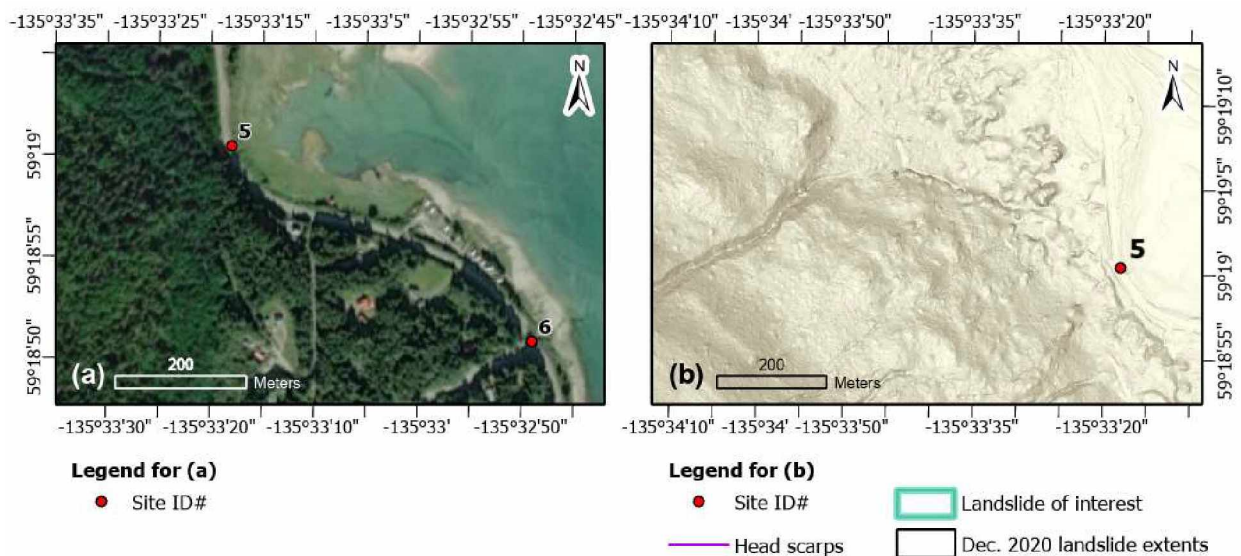 -135°33'35" -135°33'25" -135°33'15" -135°33'5" -135°32'55" -135°32'45"
-135°34'10" -135°34' -135°33'50" -135°33'35" -135°33'20"
N
5
59°19'
59°18'55"
59°18'50"
6
200
(a)
Meters
-135°33'30" -135°33'20" -135°33'10" -135°33' -135°32'50"
N
59°19'10"
59°19'5"
5
59°19'
59°18'55"
200
(b)
Meters
-135°34'10" -135°34' -135°33'50" -135°33'35" -135°33'20"
Legend for (a)
Site ID#
Legend for (b)
Site ID#
Landslide of interest
Head scarps
Dec. 2020 landslide extents